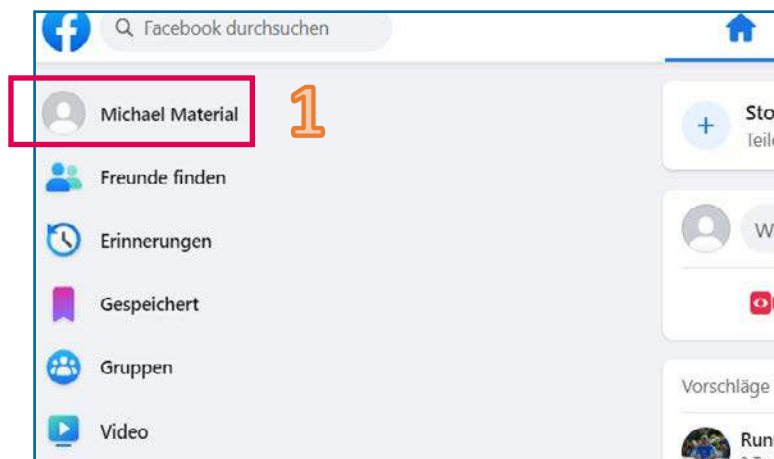 Facebook durchsuchen
Michael Material
1
Freunde finden
Erinnerungen
Gespeichert
Gruppen
Video
Sto
Teile
W
Vorschläge
Run